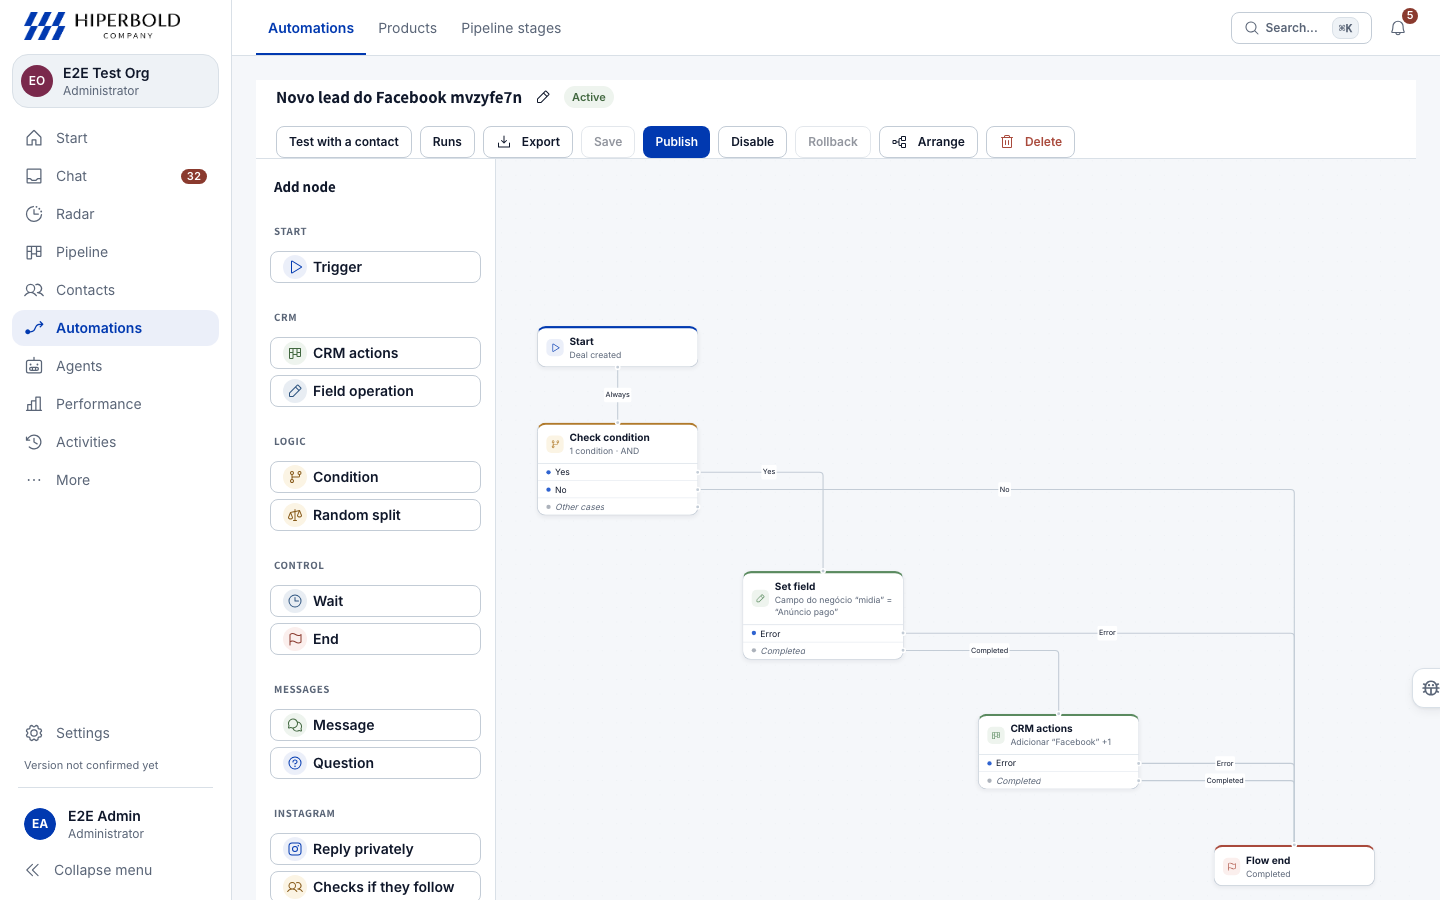 HIPERBOLD
COMPANY
EO
E2E Test Org
Administrator
Start
Chat
32
Radar
Pipeline
Contacts
Automations
Agents
Performance
Activities
More
Settings
Version not confirmed yet
EA
E2E Admin
Administrator
Collapse menu
Automations
Products
Pipeline stages
Search...
⌘K
5
Novo lead do Facebook mvzyfe7n
Active
Test with a contact
Runs
Export
Save
Publish
Disable
Rollback
Arrange
Delete
Add node
START
Trigger
CRM
CRM actions
Field operation
LOGIC
Condition
Random split
CONTROL
Wait
End
MESSAGES
Message
Question
INSTAGRAM
Reply privately
Checks if they follow
Start
Deal created
Always
Check condition
1 condition · AND
Yes
No
Other cases
Yes
No
Set field
Campo do negócio “mídia” =
“Anúncio pago”
Error
Completed
Error
Completed
CRM actions
Adicionar “Facebook” +1
Error
Completed
Error
Completed
Flow end
Completed